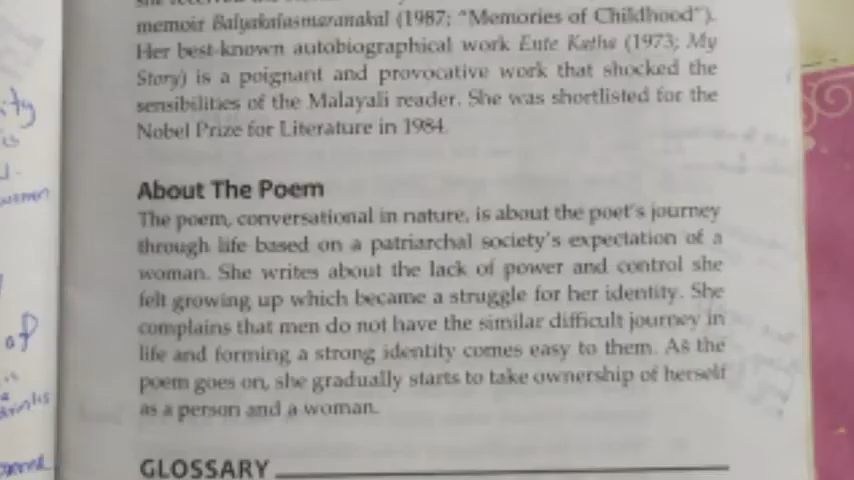 memoir Balyakalasmaranakal (1987; "Memories of Childhood").
Her best-known autobiographical work Ente Katha (1973; My
Story) is a poignant and provocative work that shocked the
sensibilities of the Malayali reader. She was shortlisted for the
Nobel Prize for Literature in 1984.
About The Poem
The poem, conversational in nature, is about the poet's journey
through life based on a patriarchal society's expectation of a
woman. She writes about the lack of power and control she
felt growing up which became a struggle for her identity. She
complains that men do not have the similar difficult journey in
life and forming a strong identity comes easy to them. As the
poem goes on, she gradually starts to take ownership of herself
as a person and a woman.
GLOSSARY
ity
is
women
of
is